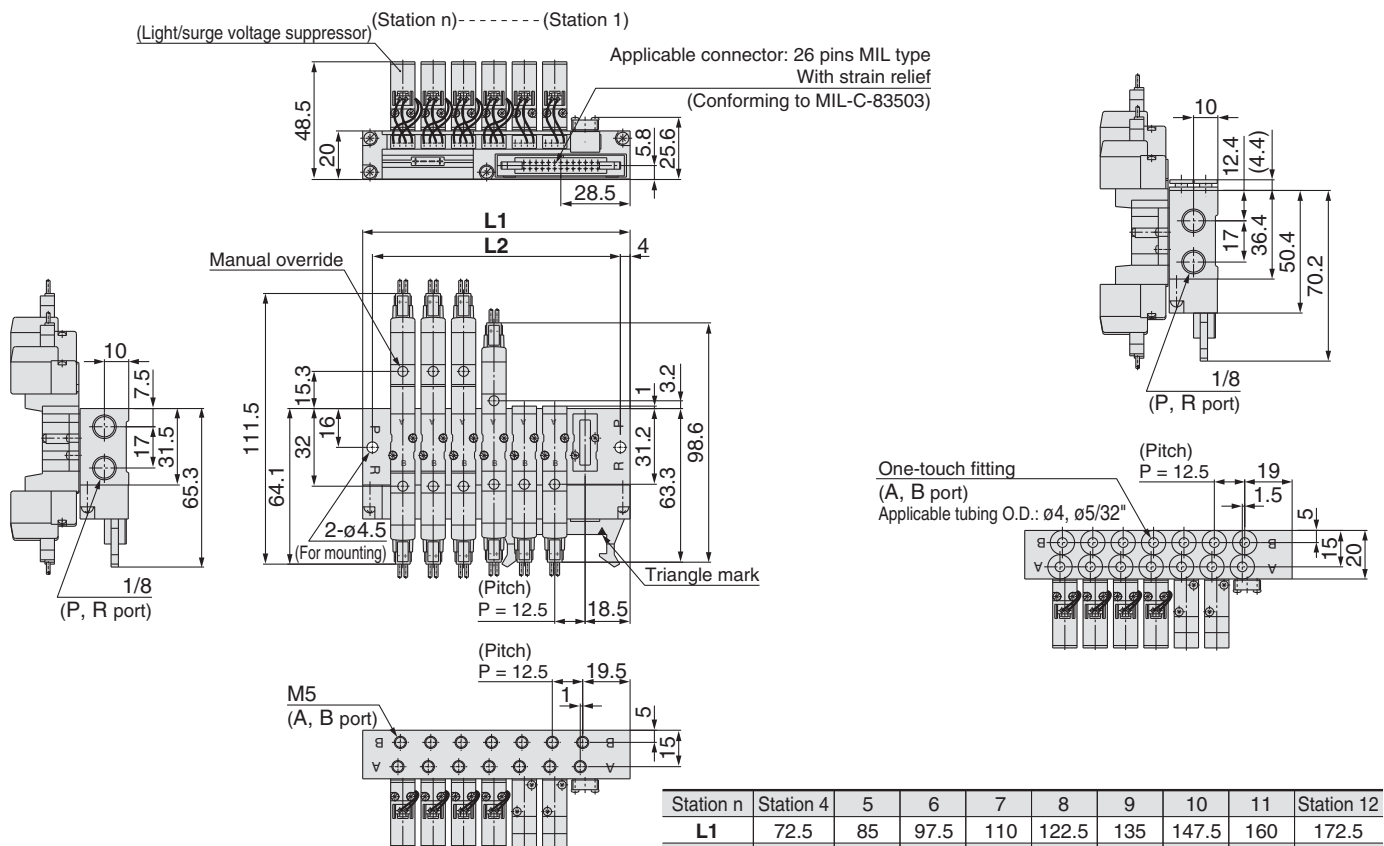 (Station n)- - - - - - - - (Station 1)
(Light/surge voltage suppressor)
Applicable connector: 26 pins MIL type
With strain relief
(Conforming to MIL-C-83503)
48.5
20
5.8
25.6
28.5
L1
L2
4
Manual override
111.5
64.1
15.3
32
16
P
R
A
B
A
B
A
B
P
R
1
3.2
31.2
63.3
98.6
2-ø4.5
(For mounting)
Triangle mark
(Pitch)
P = 12.5
18.5
10
7.5
17
31.5
65.3
1/8
(P, R port)
10
12.4
(4.4)
17
36.4
50.4
70.2
1/8
(P, R port)
One-touch fitting
(A, B port)
Applicable tubing O.D.: ø4, ø5/32"
(Pitch)
P = 12.5
19
1.5
5
15
20
B
B
A
A
(Pitch)
P = 12.5
19.5
M5
(A, B port)
1
5
15
B
B
A
A
Station n Station 4 5 6 7 8 9 10 11 Station 12
L1 72.5 85 97.5 110 122.5 135 147.5 160 172.5